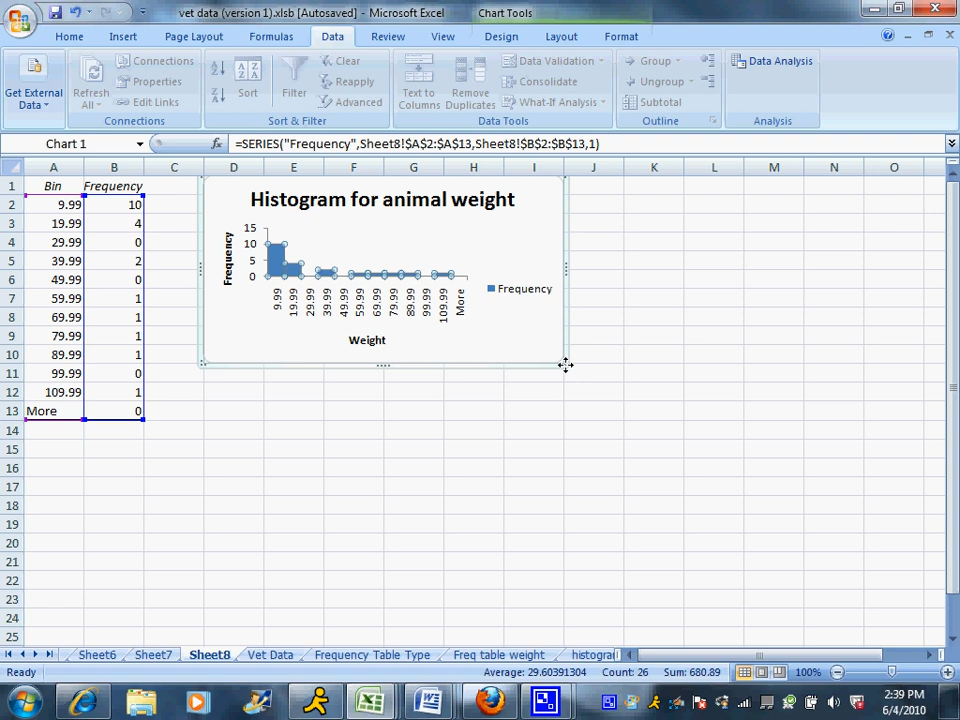 vet data (version 1).xlsb [Autosaved] - Microsoft Excel
Chart Tools
Home Insert Page Layout Formulas Data Review View Design Layout Format
Get External Data
Refresh All
Connections
Properties
Edit Links
Connections
Sort
Filter
Clear
Reapply
Advanced
Sort & Filter
Text to Columns
Remove Duplicates
Data Validation
Consolidate
What-If Analysis
Data Tools
Group
Ungroup
Subtotal
Outline
Data Analysis
Analysis
Chart 1
fx
=SERIES("Frequency",Sheet8!$A$2:$A$13,Sheet8!$B$2:$B$13,1)
A B C D E F G H I J K L M N O
1 Bin Frequency
2 9.99 10
3 19.99 4
4 29.99 0
5 39.99 2
6 49.99 0
7 59.99 1
8 69.99 1
9 79.99 1
10 89.99 1
11 99.99 0
12 109.99 1
13 More 0
14
15
16
17
18
19
20
21
22
23
24
25
Histogram for animal weight
Frequency
15
10
5
0
9.99 19.99 29.99 39.99 49.99 59.99 69.99 79.99 89.99 99.99 109.99 More
Weight
Frequency
Sheet6 Sheet7 Sheet8 Vet Data Frequency Table Type Freq table weight histogra
Ready
Average: 29.60391304 Count: 26 Sum: 680.89
100%
2:39 PM
6/4/2010